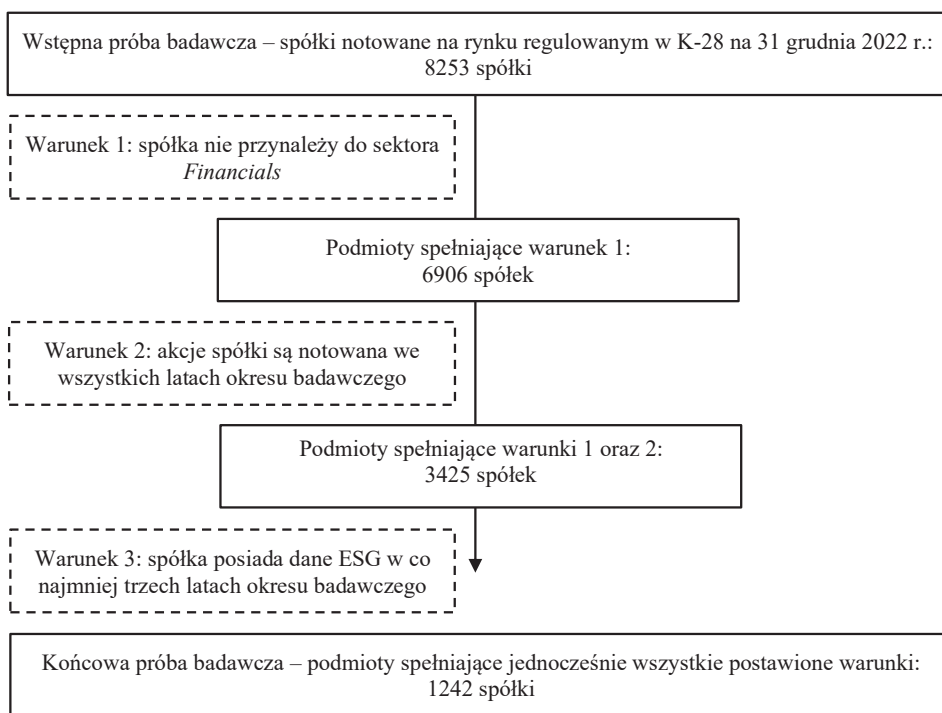 Wstępna próba badawcza – spółki notowane na rynku regulowanym w K-28 na 31 grudnia 2022 r.:
8253 spółki
Warunek 1: spółka nie przynależy do sektora
Financials
Podmioty spełniające warunek 1:
6906 spółek
Warunek 2: akcje spółki są notowana we
wszystkich latach okresu badawczego
Podmioty spełniające warunki 1 oraz 2:
3425 spółek
Warunek 3: spółka posiada dane ESG w co
najmniej trzech latach okresu badawczego
Końcowa próba badawcza – podmioty spełniające jednocześnie wszystkie postawione warunki:
1242 spółki